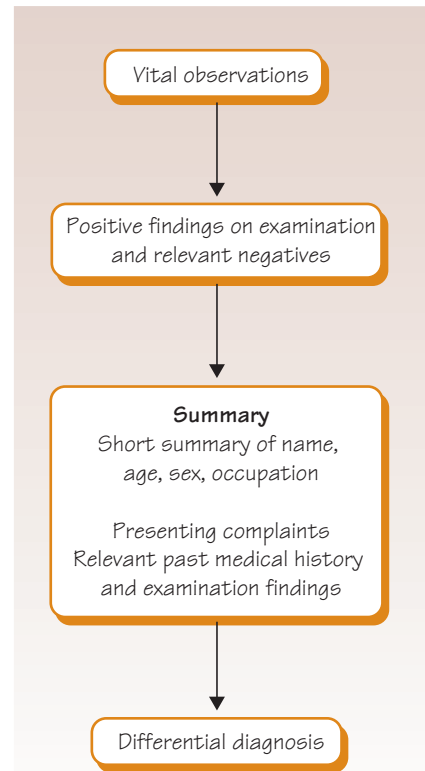 Vital observations
Positive findings on examination
and relevant negatives
Summary
Short summary of name,
age, sex, occupation
Presenting complaints
Relevant past medical history
and examination findings
Differential diagnosis